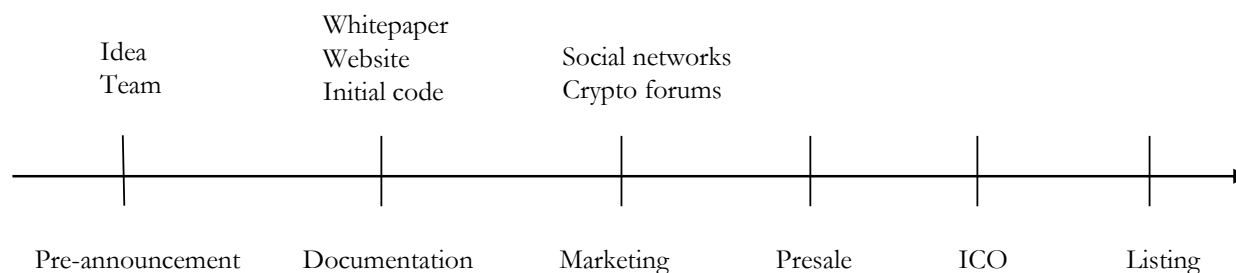 Idea
Team
Whitepaper
Website
Initial code
Social networks
Crypto forums
Pre-announcement
Documentation
Marketing
Presale
ICO
Listing